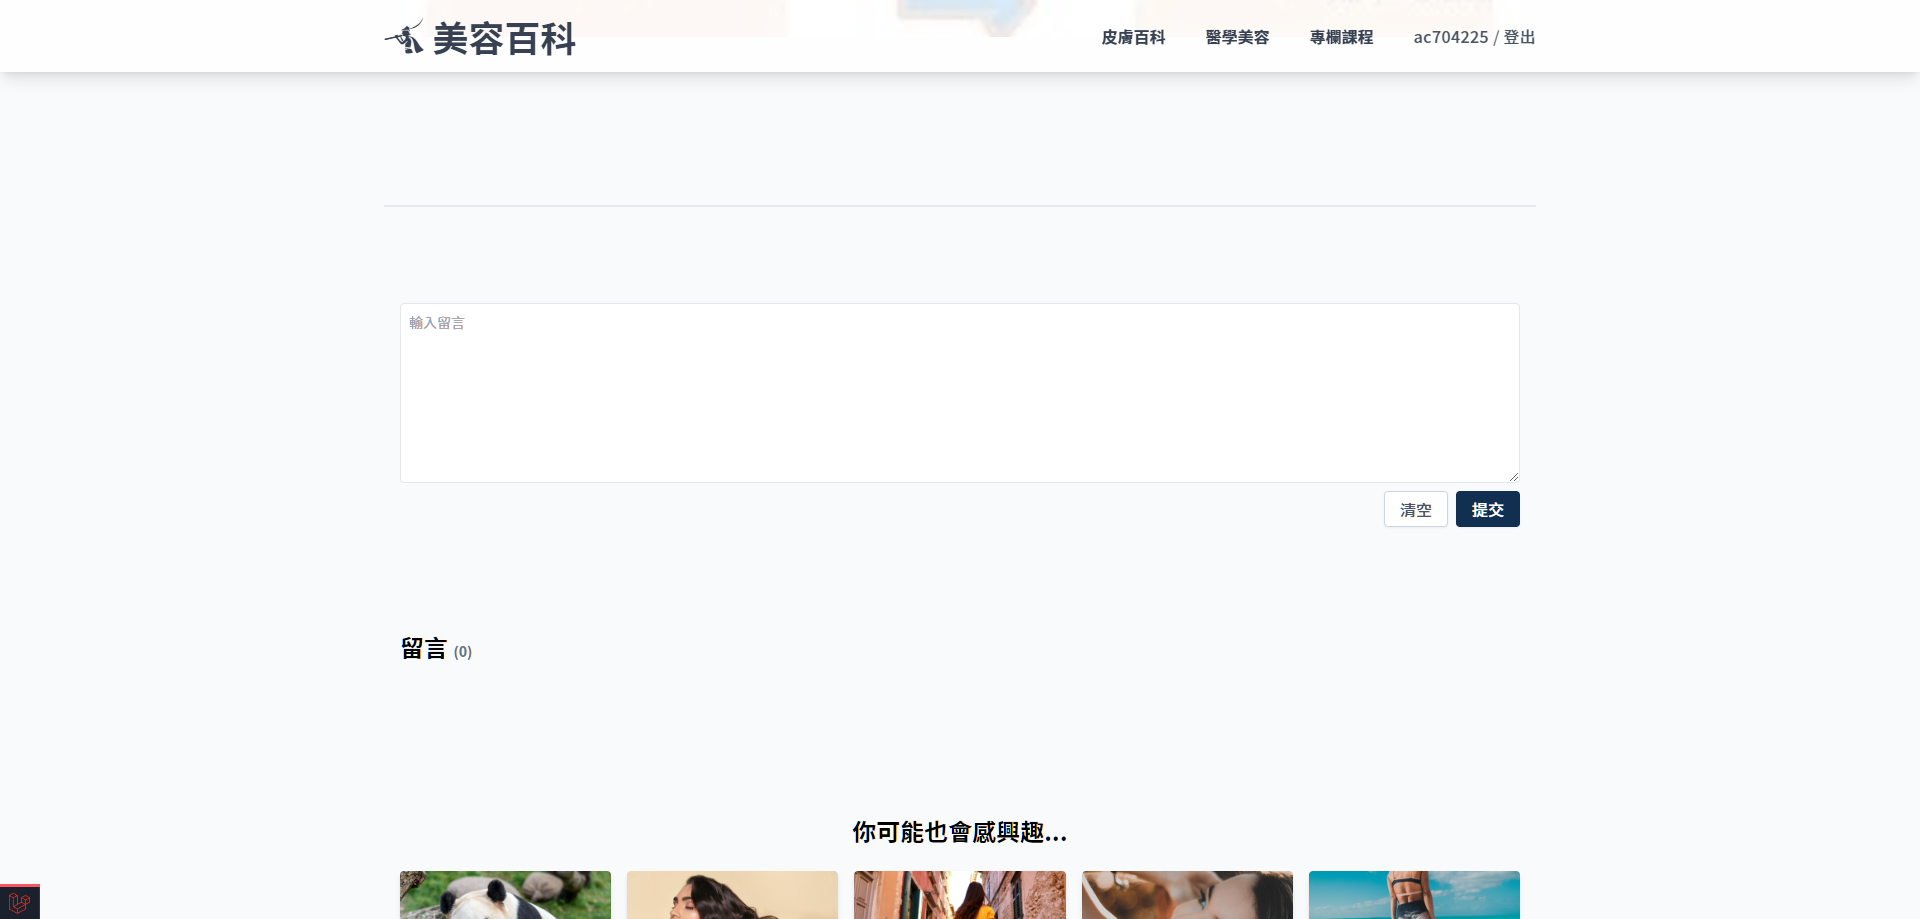 美容百科
皮膚百科
醫學美容
專欄課程
ac704225 / 登出
輸入留言
清空
提交
留言 (0)
你可能也會感興趣...